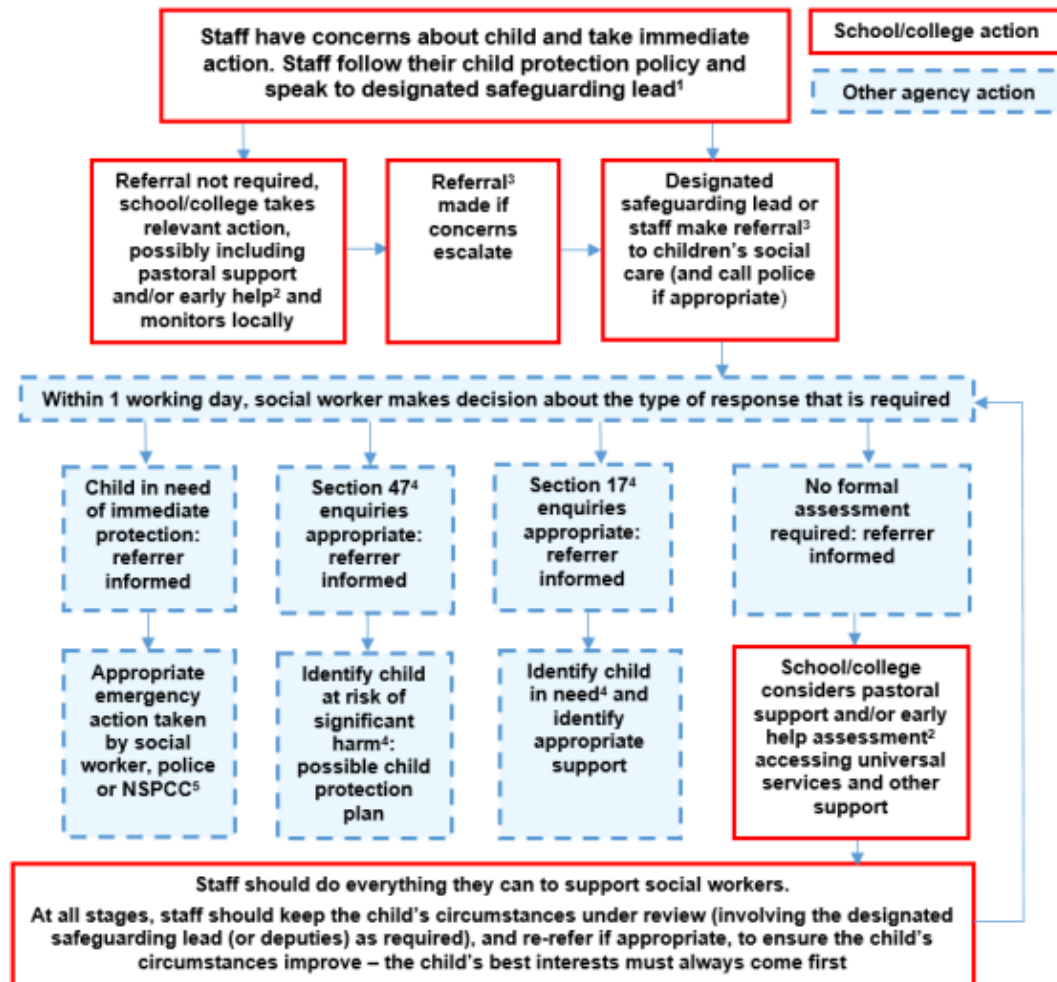 Staff have concerns about child and take immediate
action. Staff follow their child protection policy and
speak to designated safeguarding lead¹
School/college action
Other agency action
Referral not required,
school/college takes
relevant action,
possibly including
pastoral support
and/or early help² and
monitors locally
Referral³
made if
concerns
escalate
Designated
safeguarding lead or
staff make referral³
to children's social
care (and call police
if appropriate)
Within 1 working day, social worker makes decision about the type of response that is required
Child in need
of immediate
protection:
referrer
informed
Section 47⁴
enquiries
appropriate:
referrer
informed
Section 17⁴
enquiries
appropriate:
referrer
informed
No formal
assessment
required: referrer
informed
Appropriate
emergency
action taken
by social
worker, police
or NSPCC⁵
Identify child
at risk of
significant
harm⁴:
possible child
protection
plan
Identify child
in need⁴ and
identify
appropriate
support
School/college
considers pastoral
support and/or early
help assessment²
accessing universal
services and other
support
Staff should do everything they can to support social workers.
At all stages, staff should keep the child's circumstances under review (involving the designated
safeguarding lead (or deputies) as required), and re-refer if appropriate, to ensure the child's
circumstances improve – the child's best interests must always come first